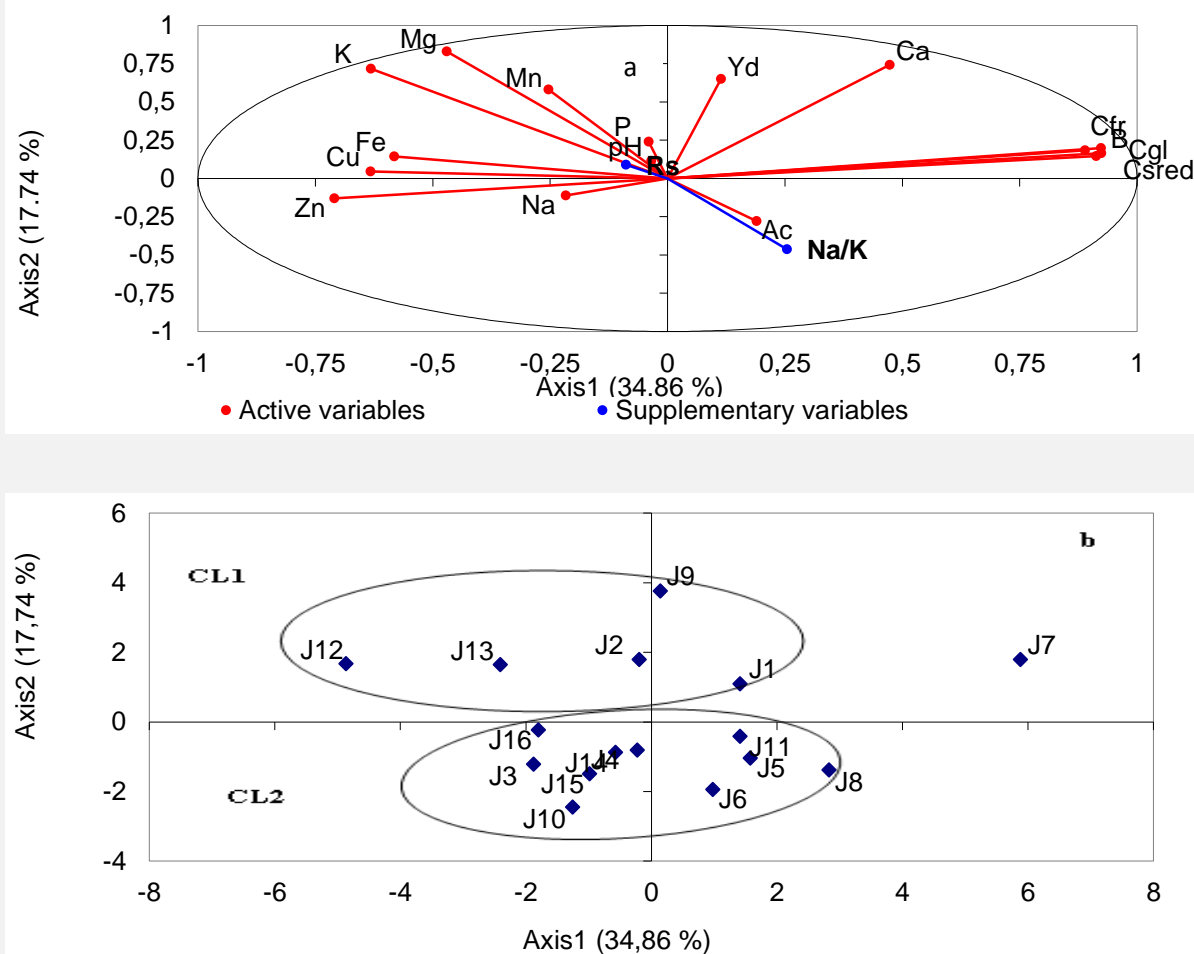 1
0,75
0,5
0,25
0
-0,25
-0,5
-0,75
-1
Axis2 (17.74 %)
K
Mg
Mn
a
Yd
Ca
P
pH
Rs
Fe
Cu
Zn
Na
Ac
Na/K
Cfr
B
Cgl
Csred
-1 -0,75 -0,5 -0,25 0 0,25 0,5 0,75 1
Axis1 (34.86 %)
Active variables Supplementary variables
6
4
2
0
-2
-4
Axis2 (17,74 %)
CL1
b
J9
J12
J13
J2
J7
J1
J16
J3
J14
J4
J15
J10
J11
J5
J6
J8
CL2
-8 -6 -4 -2 0 2 4 6 8
Axis1 (34,86 %)